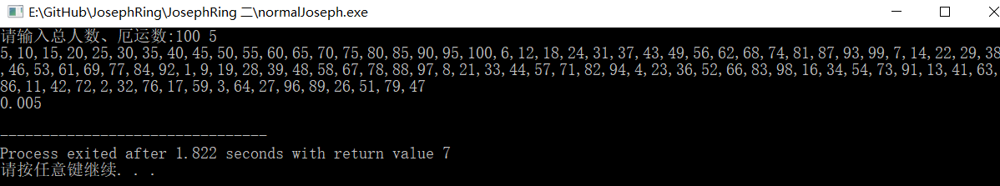 E:\GitHub\JosephRing\JosephRing 二\normalJoseph.exe
请输入总人数、厄运数:100 5
5,10,15,20,25,30,35,40,45,50,55,60,65,70,75,80,85,90,95,100,6,12,18,24,31,37,43,49,56,62,68,74,81,87,93,99,7,14,22,29,38
,46,53,61,69,77,84,92,1,9,19,28,39,48,58,67,78,88,97,8,21,33,44,57,71,82,94,4,23,36,52,66,83,98,16,34,54,73,91,13,41,63,
86,11,42,72,2,32,76,17,59,3,64,27,96,89,26,51,79,47
0.005
--------------------------------
Process exited after 1.822 seconds with return value 7
请按任意键继续. . .